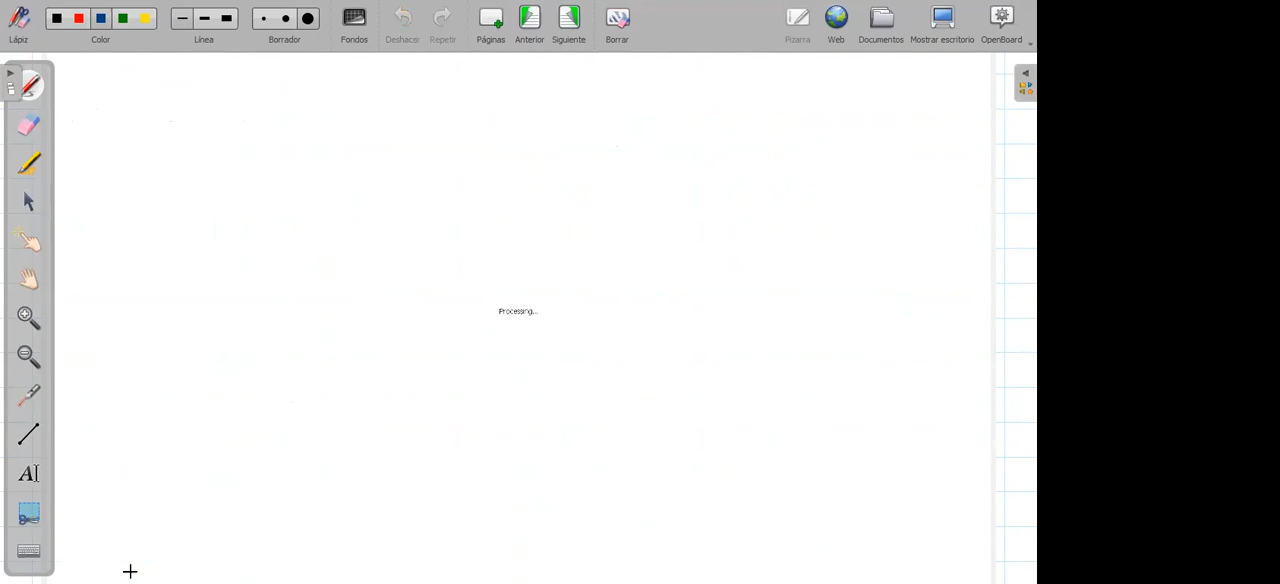 Lápiz Color Línea Borrador Fondos Deshacer Repetir Páginas Anterior Siguiente Borrar Pizarra Web Documentos Mostrar escritorio OpenBoard
Processing...
A